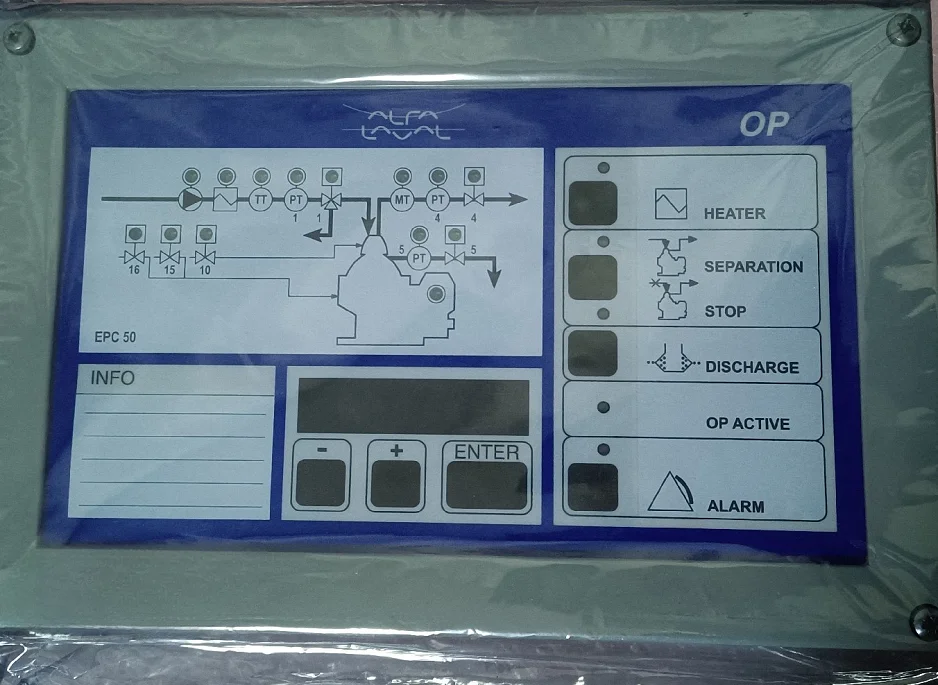 ALFA
LAVAL
OP
TT
PT
1
1
MT
PT
4
4
16
15
10
5
PT
5
EPC 50
INFO
-
+
ENTER
HEATER
SEPARATION
STOP
DISCHARGE
OP ACTIVE
ALARM